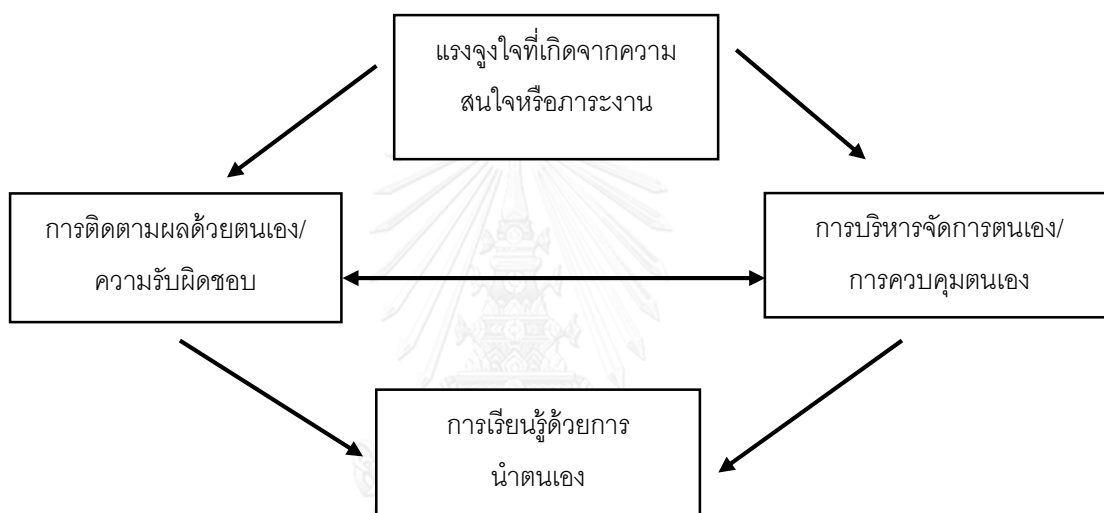 แรงจูงใจที่เกิดจากความ
สนใจหรือภาระงาน
การติดตามผลด้วยตนเอง/
ความรับผิดชอบ
การบริหารจัดการตนเอง/
การควบคุมตนเอง
การเรียนรู้ด้วยการ
นำตนเอง